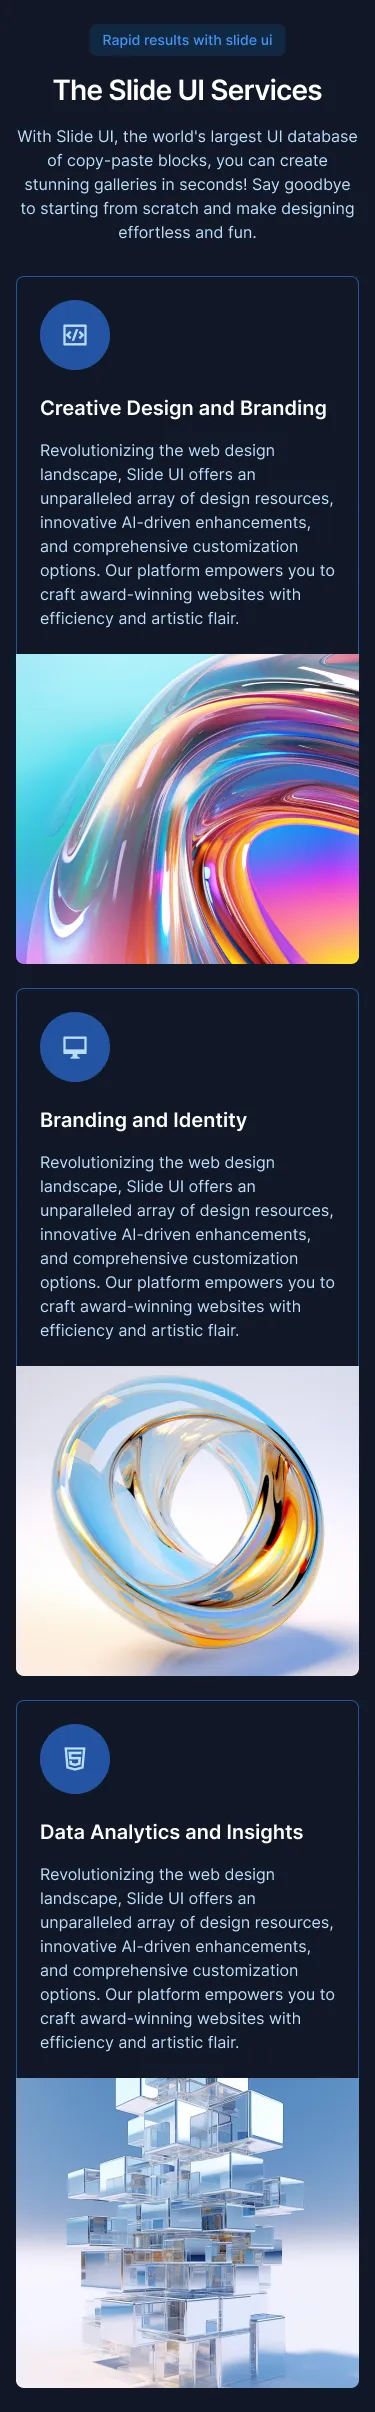 Rapid results with slide ui
The Slide UI Services
With Slide UI, the world's largest UI database
of copy-paste blocks, you can create
stunning galleries in seconds! Say goodbye
to starting from scratch and make designing
effortless and fun.
Creative Design and Branding
Revolutionizing the web design
landscape, Slide UI offers an
unparalleled array of design resources,
innovative AI-driven enhancements,
and comprehensive customization
options. Our platform empowers you to
craft award-winning websites with
efficiency and artistic flair.
Branding and Identity
Revolutionizing the web design
landscape, Slide UI offers an
unparalleled array of design resources,
innovative AI-driven enhancements,
and comprehensive customization
options. Our platform empowers you to
craft award-winning websites with
efficiency and artistic flair.
Data Analytics and Insights
Revolutionizing the web design
landscape, Slide UI offers an
unparalleled array of design resources,
innovative AI-driven enhancements,
and comprehensive customization
options. Our platform empowers you to
craft award-winning websites with
efficiency and artistic flair.